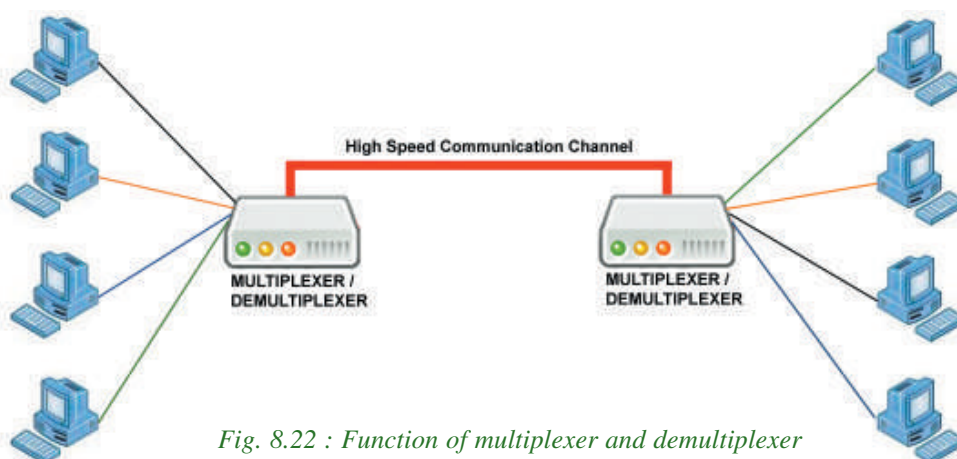 High Speed Communication Channel
MULTIPLEXER /
DEMULTIPLEXER
MULTIPLEXER /
DEMULTIPLEXER
Fig. 8.22 : Function of multiplexer and demultiplexer